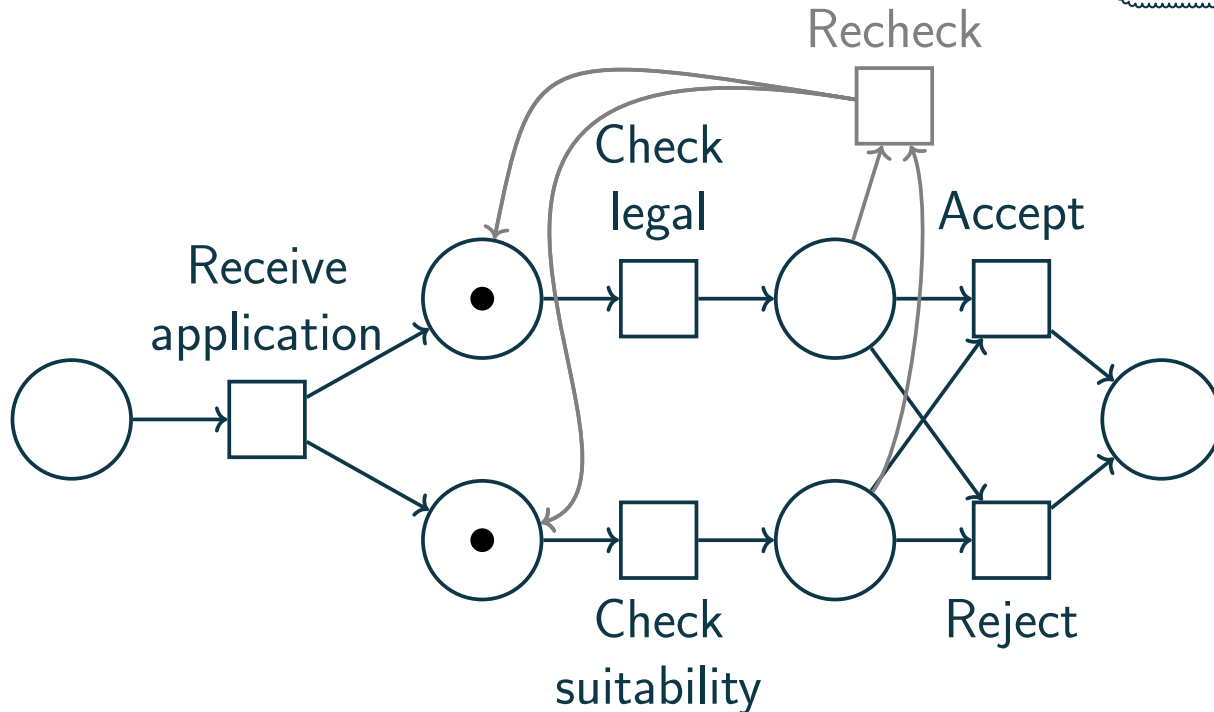 Recheck
Check
legal
Accept
Receive
application
Check
suitability
Reject